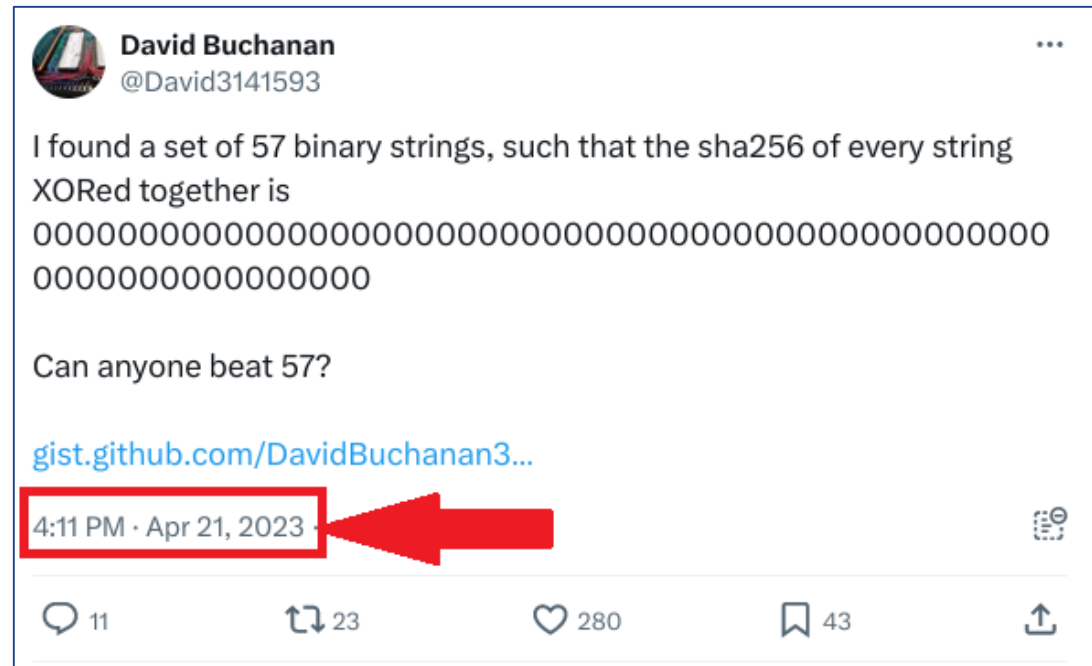 David Buchanan
@David3141593
I found a set of 57 binary strings, such that the sha256 of every string
XORed together is
000000000000000000000000000000000000000000000000
0000000000000000
Can anyone beat 57?
gist.github.com/DavidBuchanan3...
4:11 PM · Apr 21, 2023 ·
11 23 280 43